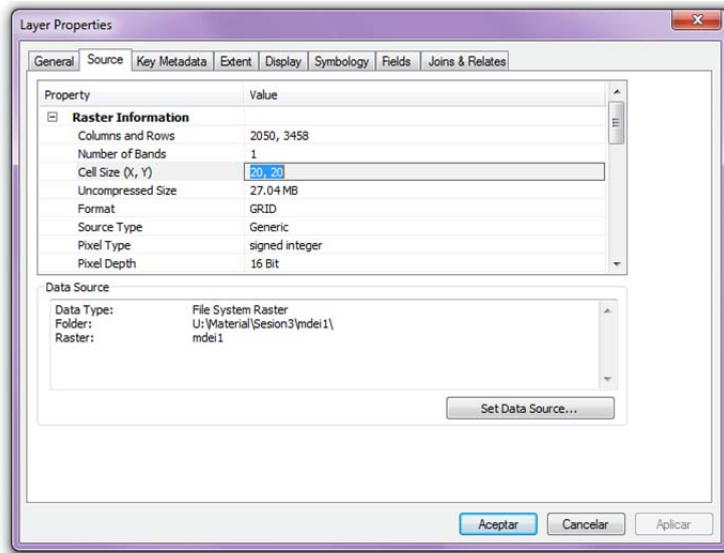 Layer Properties
General Source Key Metadata Extent Display Symbology Fields Joins & Relates
Property Value
Raster Information
Columns and Rows 2050, 3458
Number of Bands 1
Cell Size (X, Y) 20, 20
Uncompressed Size 27.04 MB
Format GRID
Source Type Generic
Pixel Type signed integer
Pixel Depth 16 Bit
Data Source
Data Type: File System Raster
Folder: U:\Material\Sesion3\mdei1\
Raster: mdei1
Set Data Source...
Aceptar Cancelar Aplicar